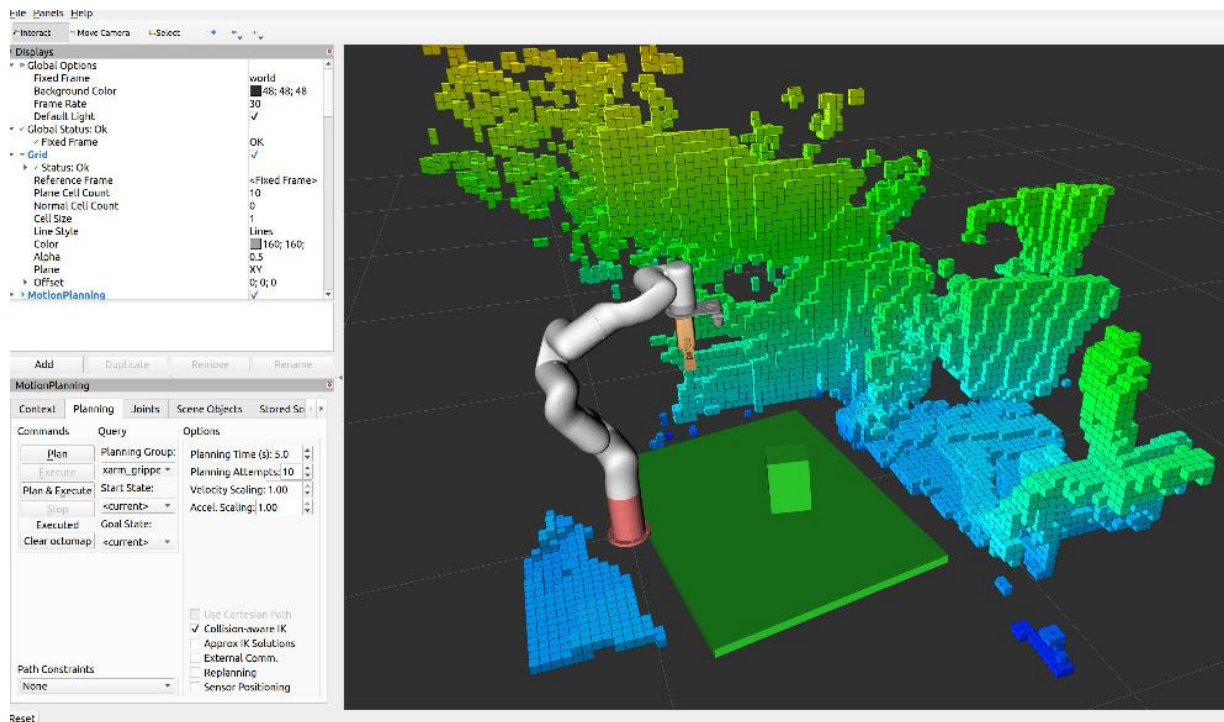 File Panels Help
Interact Move Camera Select
Displays
Global Options
Fixed Frame world
Background Color 48; 48; 48
Frame Rate 30
Default Light ✓
Global Status: Ok
Fixed Frame OK
Grid ✓
Status: Ok
Reference Frame <Fixed Frame>
Plane Cell Count 10
Normal Cell Count 0
Cell Size 1
Line Style Lines
Color 160; 160;
Alpha 0.5
Plane XY
Offset 0; 0; 0
MotionPlanning ✓
Add Duplicate Remove Rename
MotionPlanning
Context Planning Joints Scene Objects Stored
Commands Query Options
Plan Planning Group: Planning Time (s): 5.0
Execute xarm_grippe Planning Attempts: 10
Plan & Execute Start State: Velocity Scaling: 1.00
Stop <current> Accel. Scaling: 1.00
Executed Goal State:
Clear octomap <current>
Use Cartesian Path
Collision-aware IK
Approx IK Solutions
External Comm.
Replanning
Path Constraints
None Sensor Positioning
Reset